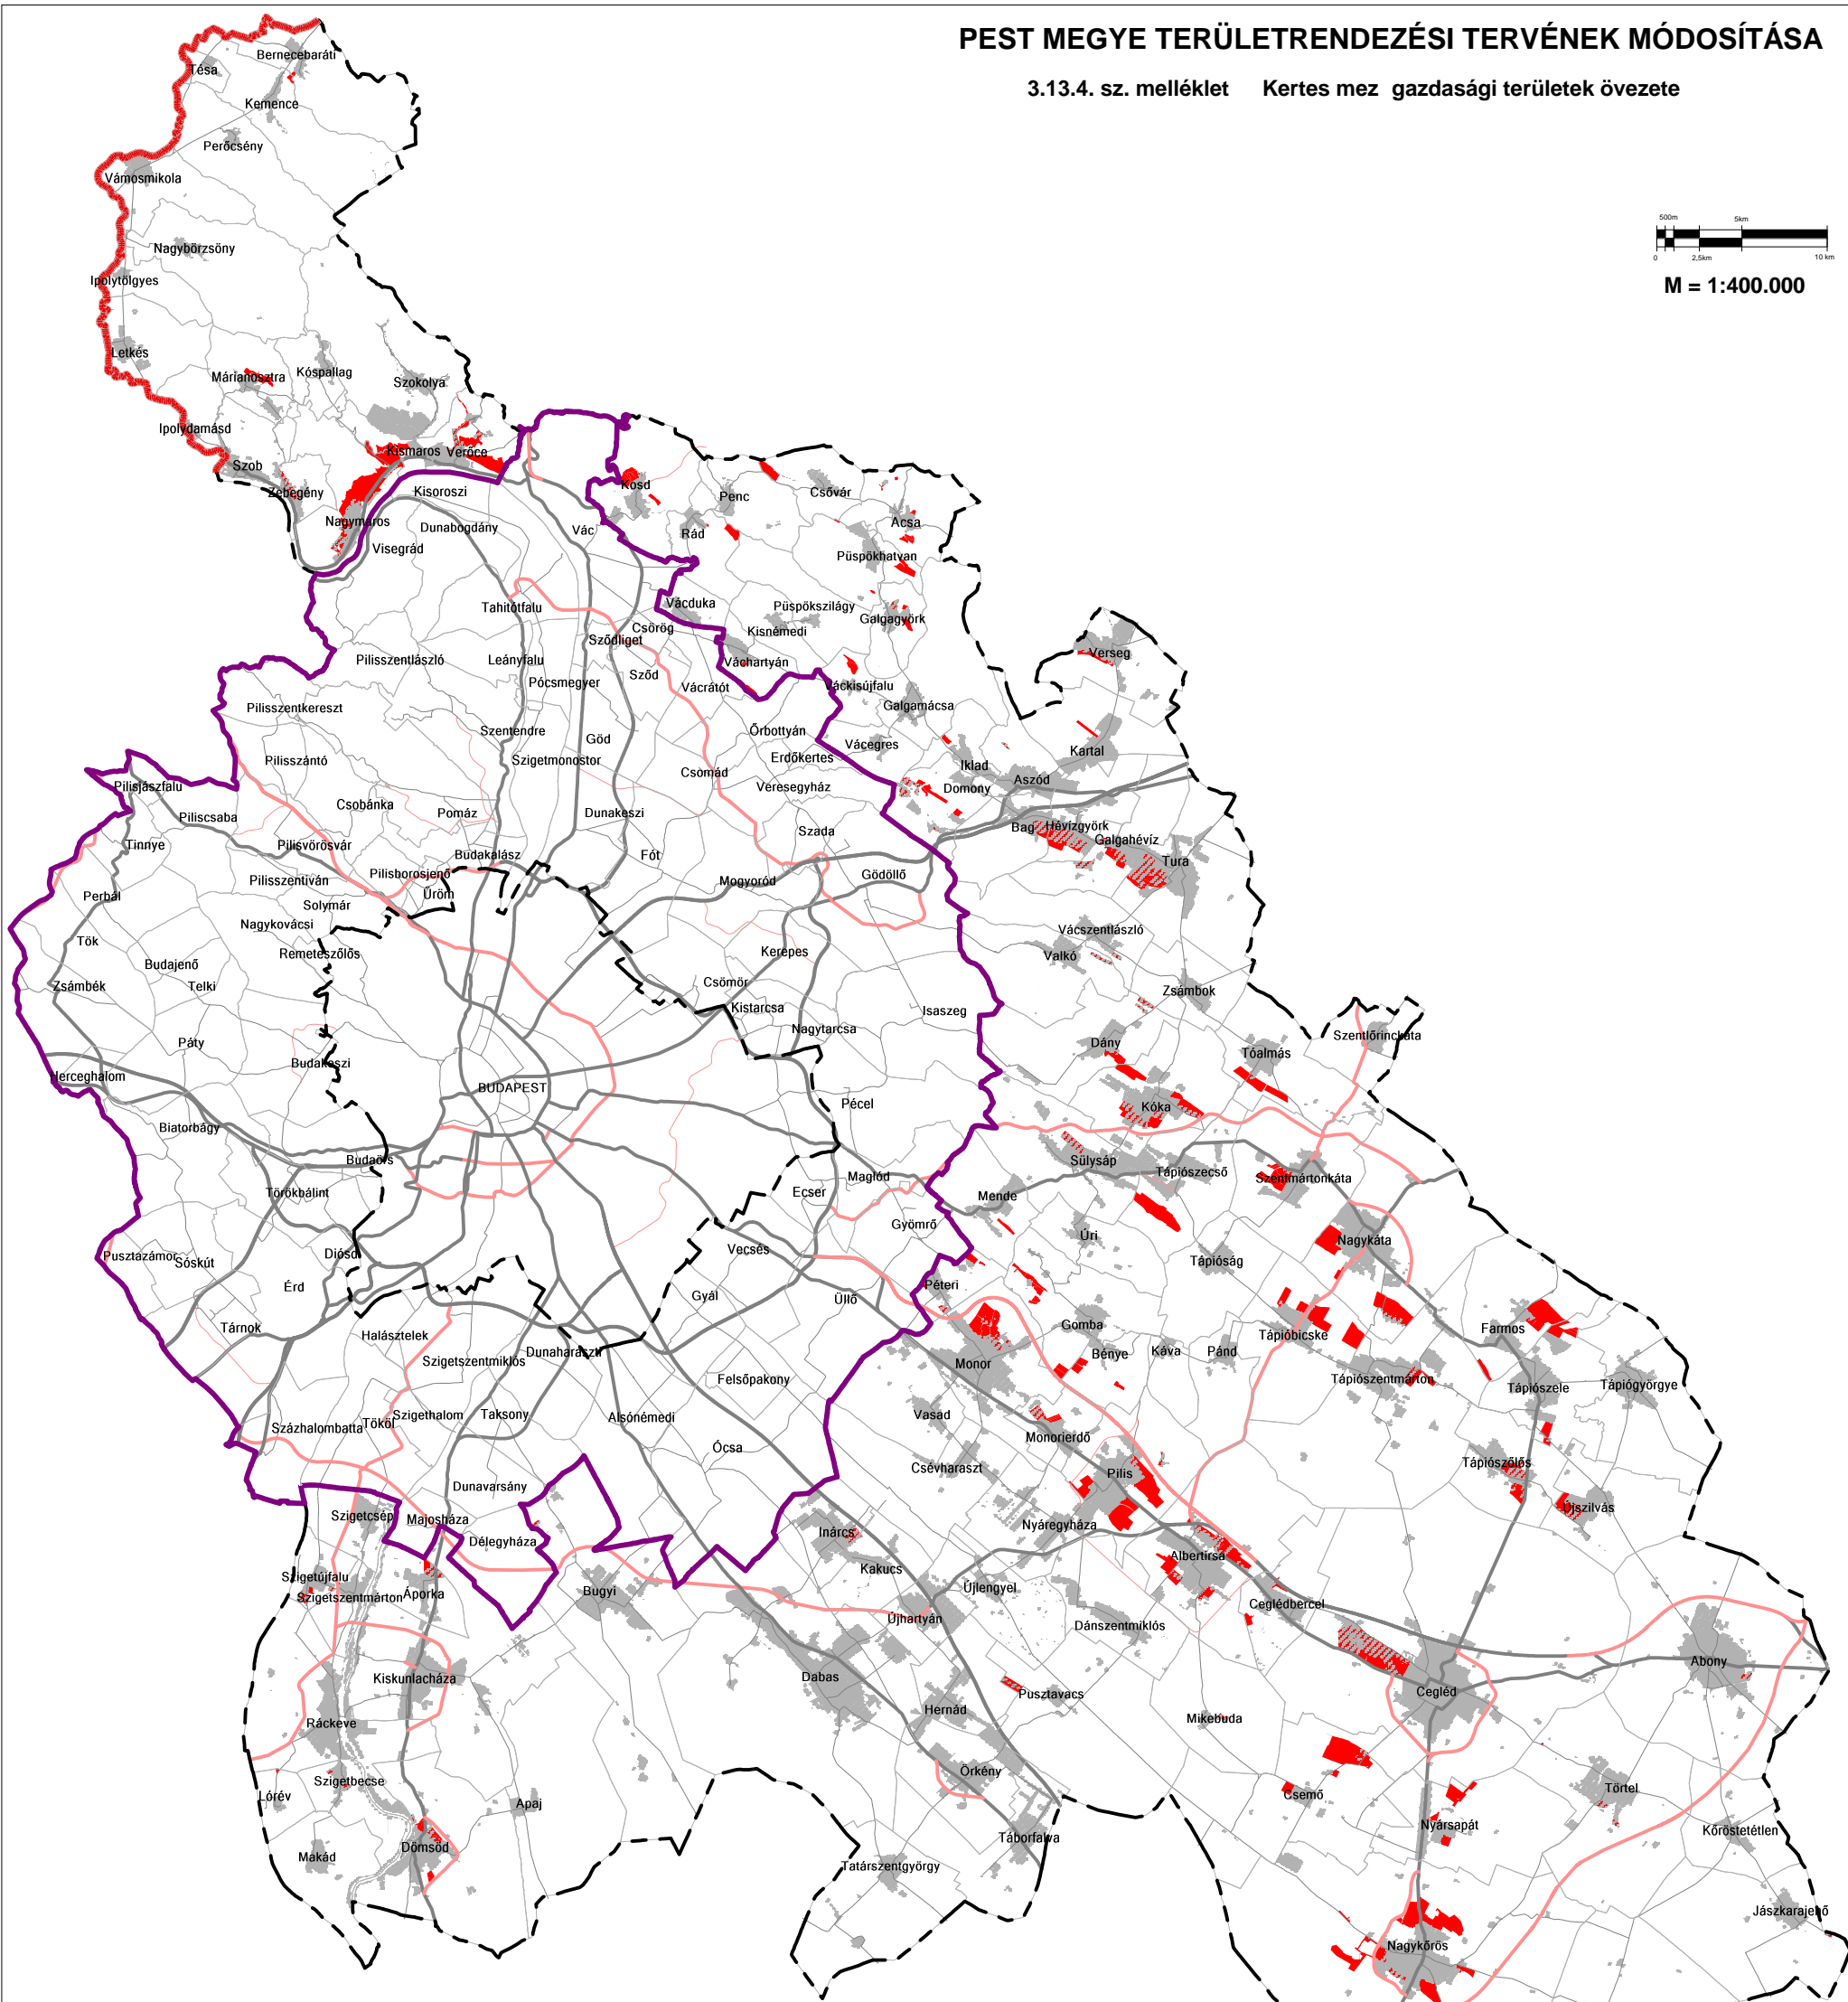 PEST MEGYE TERÜLETRENDEZÉSI TERVÉNEK MÓDOSÍTÁSA
3.13.4. sz. melléklet Kertes mez gazdasági területek övezete
500m 5km
0 2,5km 10 km
M = 1:400.000
Bernecebaráti
Tésa
Kemence
Perőcsény
Vámosmikola
Nagybörzsöny
Ipolytölgyes
Letkés
Márianosztra
Kóspallag
Szokolya
Ipolydamásd
Szob
Kismaros
Verőce
Zebegény
Kisoroszi
Nagymaros
Dunabogdány
Visegrád
Vác
Kosd
Penc
Csővár
Rád
Acsa
Püspökhatvan
Tahitótfalu
Vácduka
Püspökszilágy
Galgagyörk
Csörög
Kisnémedi
Sződliget
Verseg
Pilisszentlászló
Leányfalu
Váchartyán
Sződ
Pócsmegyer
Vácrátót
Váckisújfalu
Galgamácsa
Pilisszentkereszt
Szentendre
Göd
Őrbottyán
Vácegres
Kartal
Pilisszántó
Szigetmonostor
Erdőkertes
Csomád
Iklad
Aszód
Pilisjászfalu
Veresegyház
Domony
Csobánka
Pomáz
Dunakeszi
Piliscsaba
Szada
Bag
Hévízgyörk
Tinnye
Pilisvörösvár
Galgahévíz
Budakalász
Fót
Tura
Pilisborosjenő
Pilisszentiván
Mogyoród
Gödöllő
Perbál
Üröm
Solymár
Nagykovácsi
Vácszentlászló
Tök
Remeteszőlős
Kerepes
Valkó
Budajenő
Zsámbék
Telki
Csömör
Zsámbok
Kistarcsa
Isaszeg
Nagytarcsa
Páty
Dány
Szentlőrinckáta
Budakeszi
Tóalmás
Herceghalom
BUDAPEST
Pécel
Kóka
Biatorbágy
Budaörs
Sülysáp
Tápiószecső
Maglód
Szentmártonkáta
Törökbálint
Ecser
Mende
Gyömrő
Úri
Nagykáta
Pusztazámor
Sóskút
Diósd
Vecsés
Tápióság
Érd
Péteri
Gyál
Üllő
Tárnok
Halásztelek
Gomba
Tápióbicske
Farmos
Dunaharaszti
Szigetszentmiklós
Bénye
Káva
Pánd
Monor
Felsőpakony
Tápiószentmárton
Tápiószele
Tápiógyörgye
Százhalombatta
Tököl
Szigethalom
Taksony
Alsónémedi
Vasad
Ócsa
Monorierdő
Csévharaszt
Pilis
Tápiószőlős
Dunavarsány
Szigetcsép
Majosháza
Inárcs
Nyáregyháza
Újszilvás
Délegyháza
Albertirsa
Kakucs
Szigetújfalu
Szigetszentmárton
Áporka
Bugyi
Újlengyel
Ceglédbercel
Újhartyán
Dánszentmiklós
Abony
Kiskunlacháza
Dabas
Cegléd
Pusztavacs
Hernád
Mikebuda
Ráckeve
Örkény
Szigetbecse
Törtel
Lórév
Csemő
Apaj
Nyársapát
Kőröstetétlen
Táborfalva
Dömsöd
Makád
Tatárszentgyörgy
Jászkarajenő
Nagykőrös